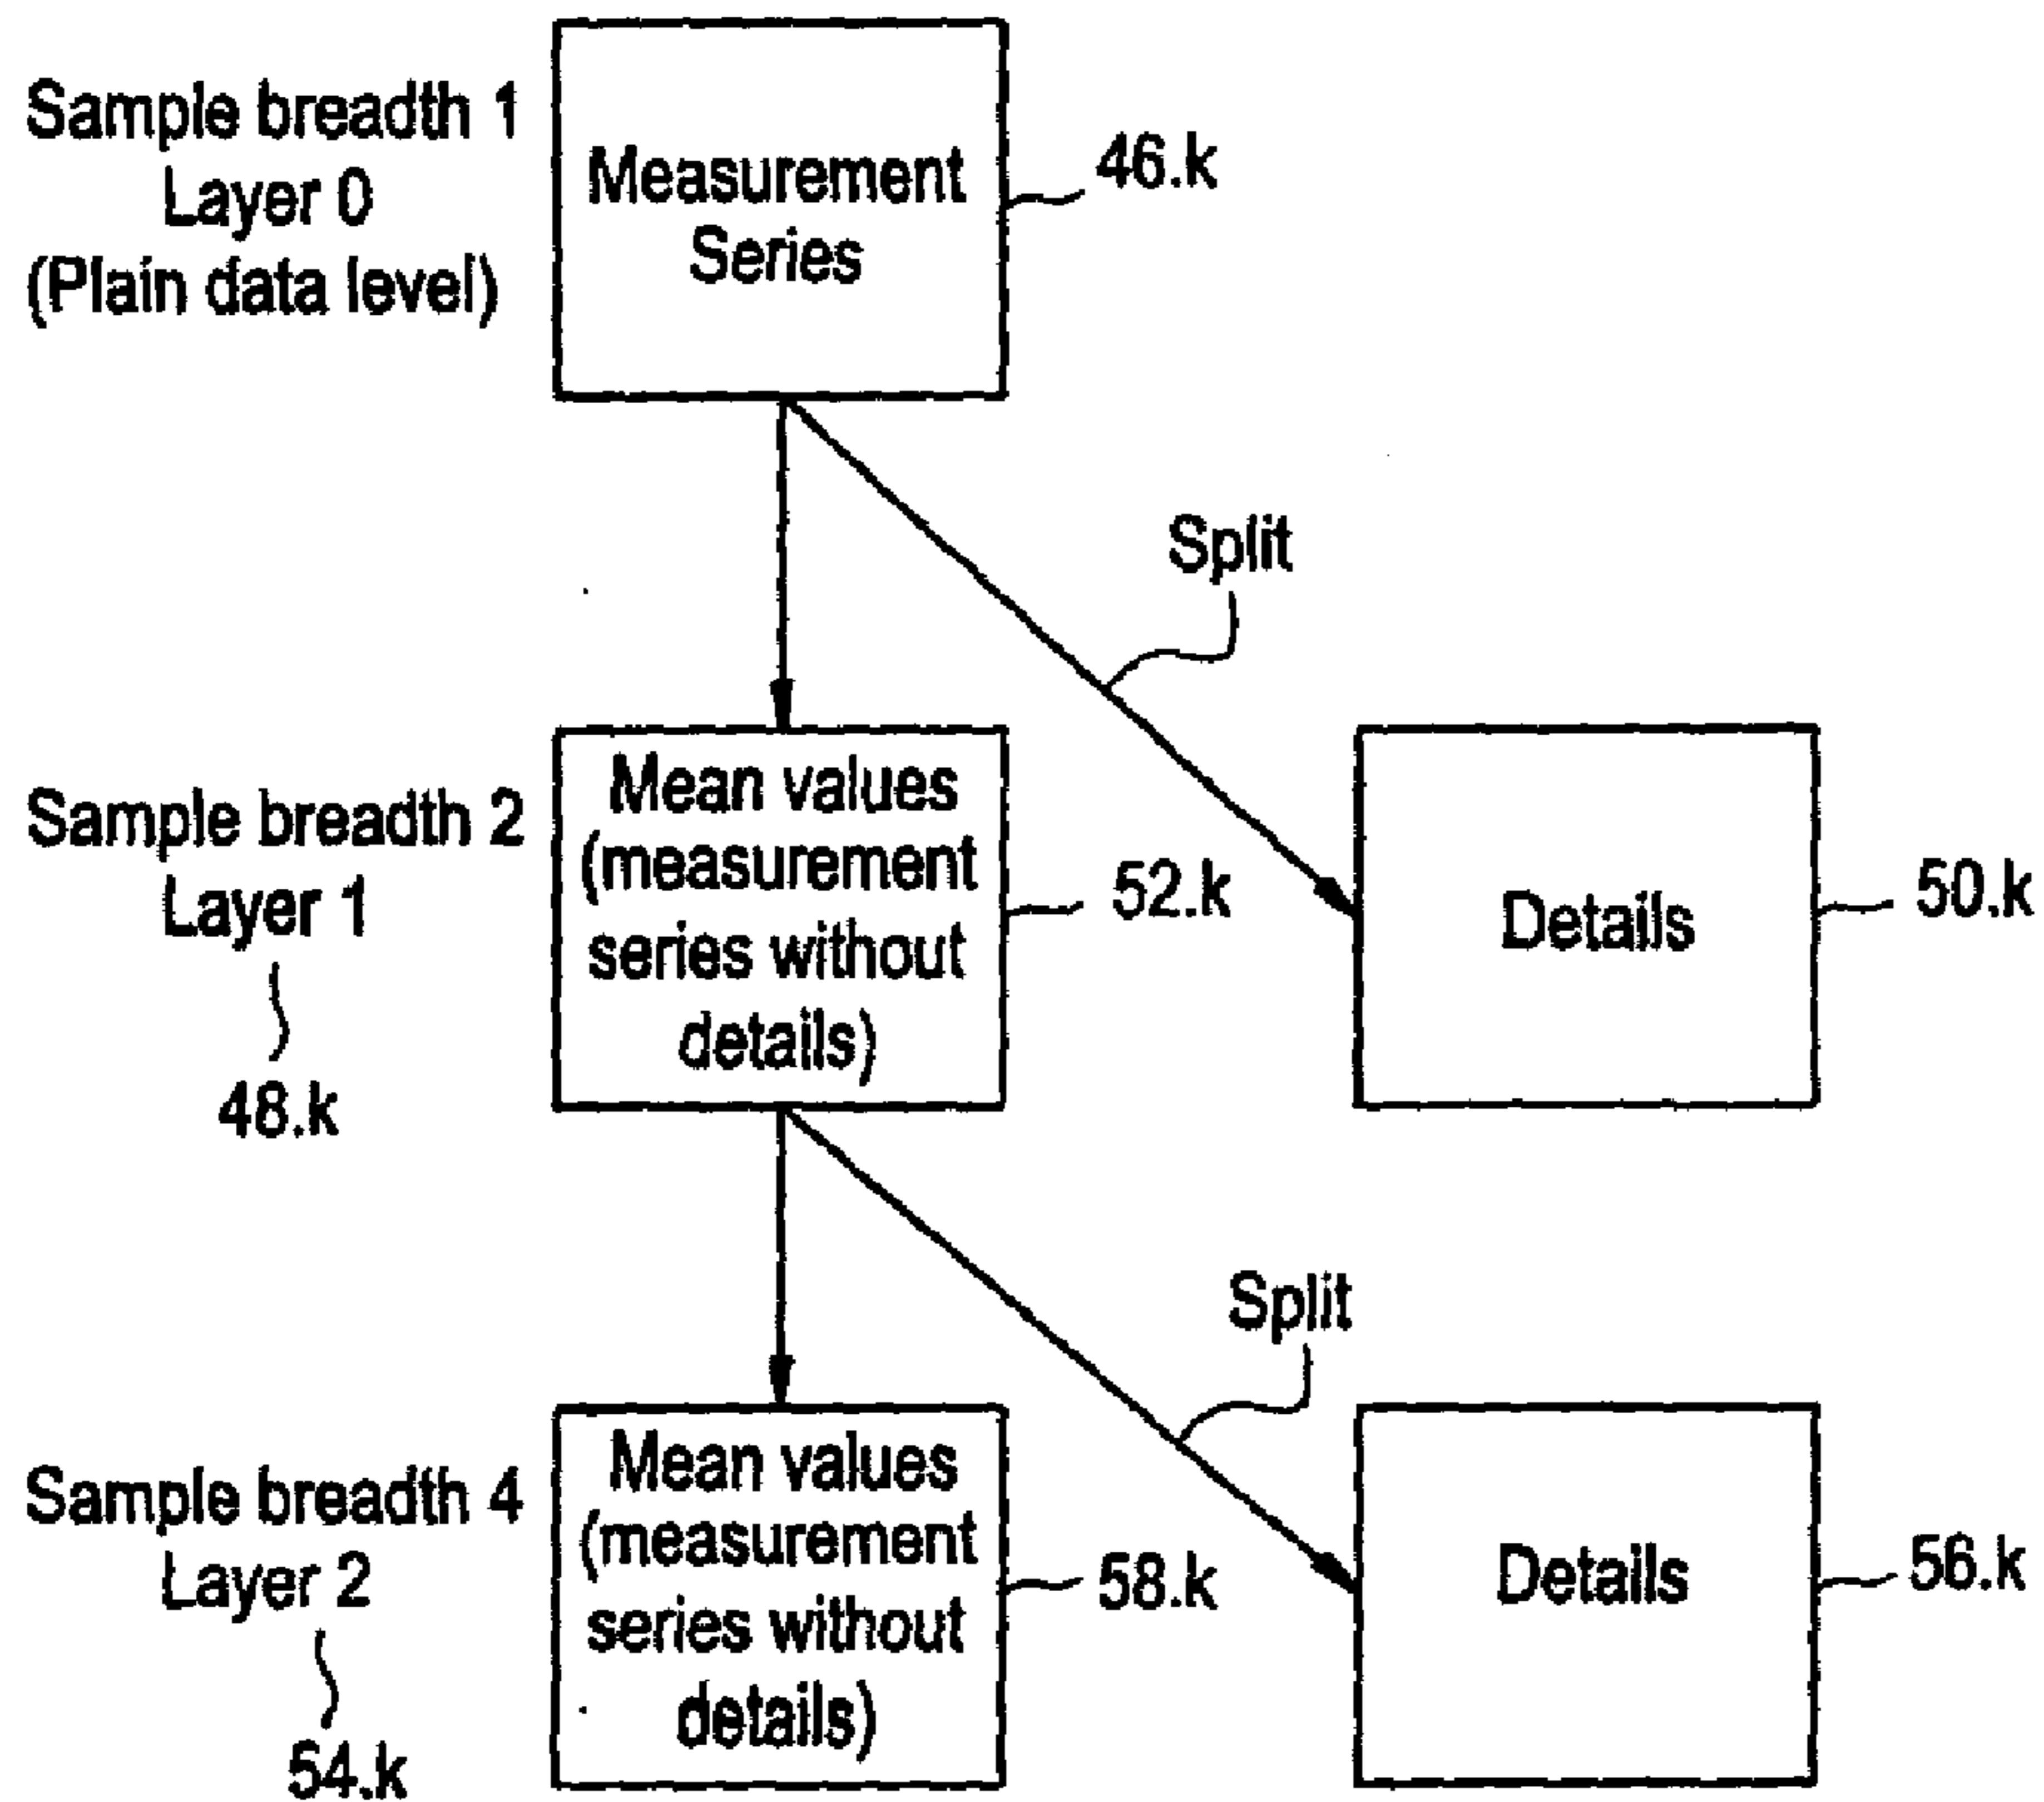 Sample breadth 1
Layer 0
(Plain data level)
Measurement
Series
46.k
Split
Sample breadth 2
Layer 1
48.k
Mean values
(measurement
series without
details)
52.k
Details
50.k
Split
Sample breadth 4
Layer 2
54.k
Mean values
(measurement
series without
details)
58.k
Details
56.k